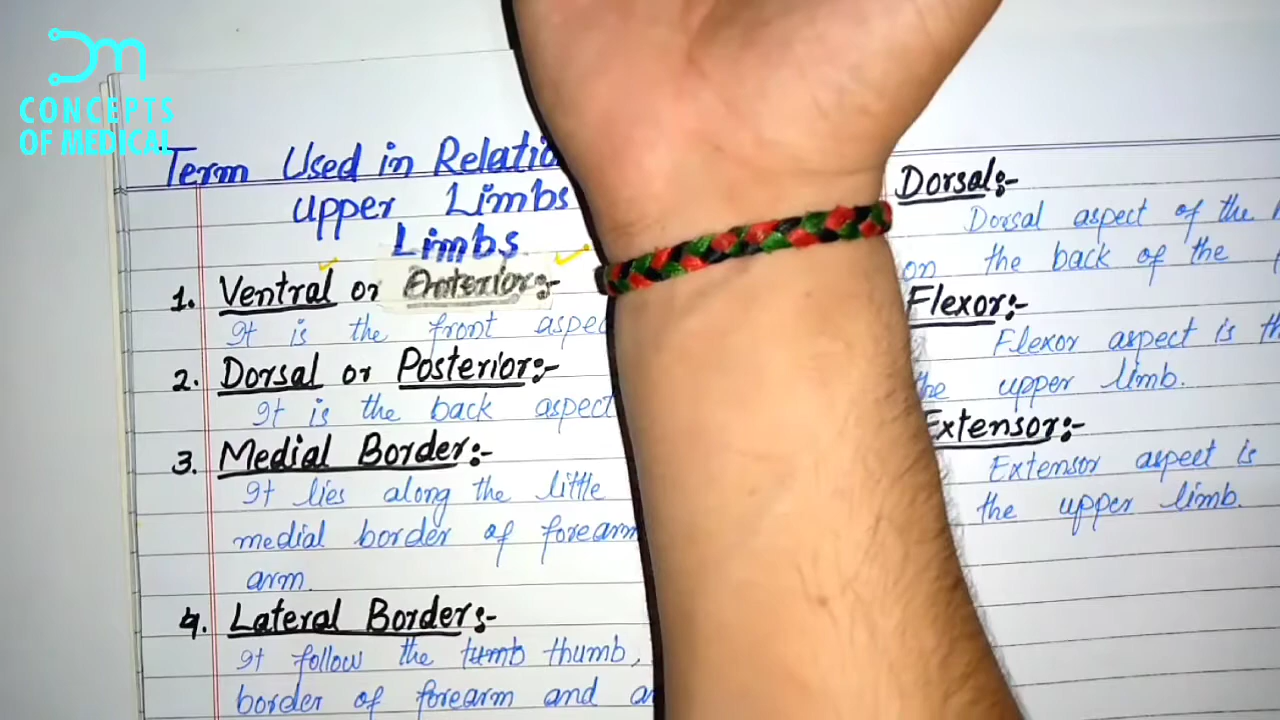 Dm
CONCEPTS
OF MEDICAL
Term Used in Relatio
upper Limbs
Limbs
1. Ventral or Anterior:-
It is the front aspec
2. Dorsal or Posterior:-
It is the back aspect
3. Medial Border:-
It lies along the little
medial border of forearm
arm.
4. Lateral Border:-
It follow the tumb thumb,
border of forearm and ar
Dorsal:-
Dorsal aspect of the
on the back of the
Flexor:-
Flexor aspect is th
the upper limb.
Extensor:-
Extensor aspect is
the upper limb.